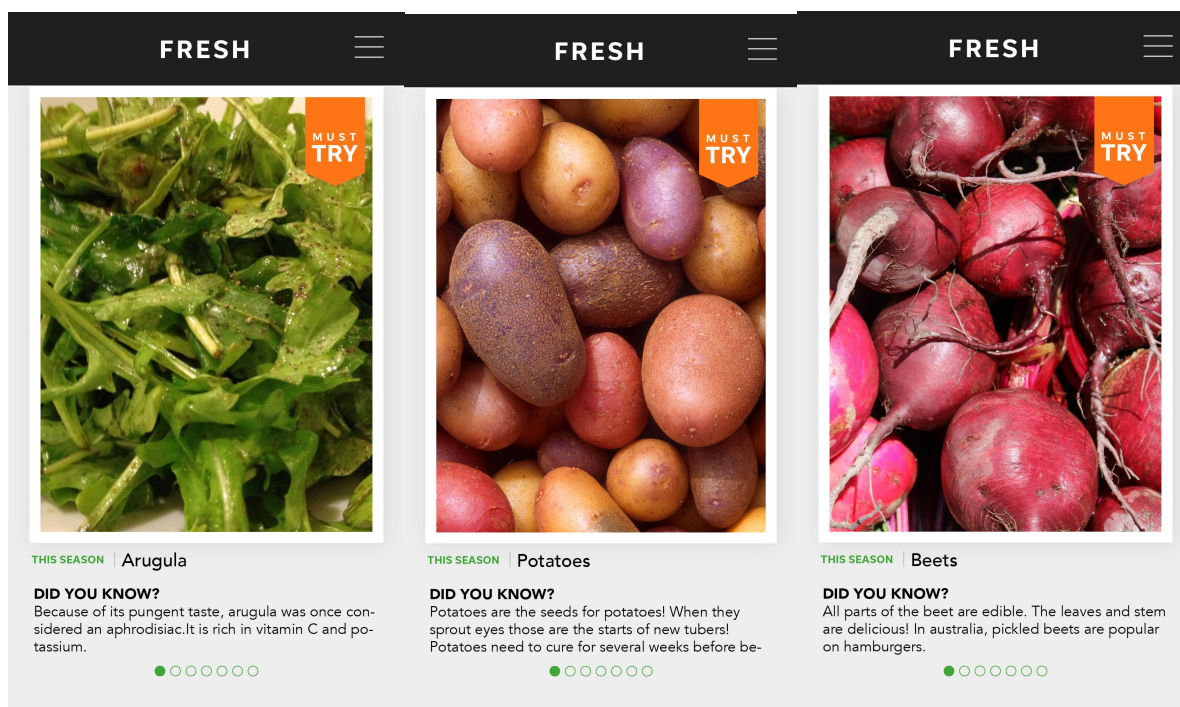 FRESH
MUST
TRY
THIS SEASON | Arugula
DID YOU KNOW?
Because of its pungent taste, arugula was once con-
sidered an aphrodisiac.It is rich in vitamin C and po-
tassium.
FRESH
MUST
TRY
THIS SEASON | Potatoes
DID YOU KNOW?
Potatoes are the seeds for potatoes! When they
sprout eyes those are the starts of new tubers!
Potatoes need to cure for several weeks before be-
FRESH
MUST
TRY
THIS SEASON | Beets
DID YOU KNOW?
All parts of the beet are edible. The leaves and stem
are delicious! In australia, pickled beets are popular
on hamburgers.